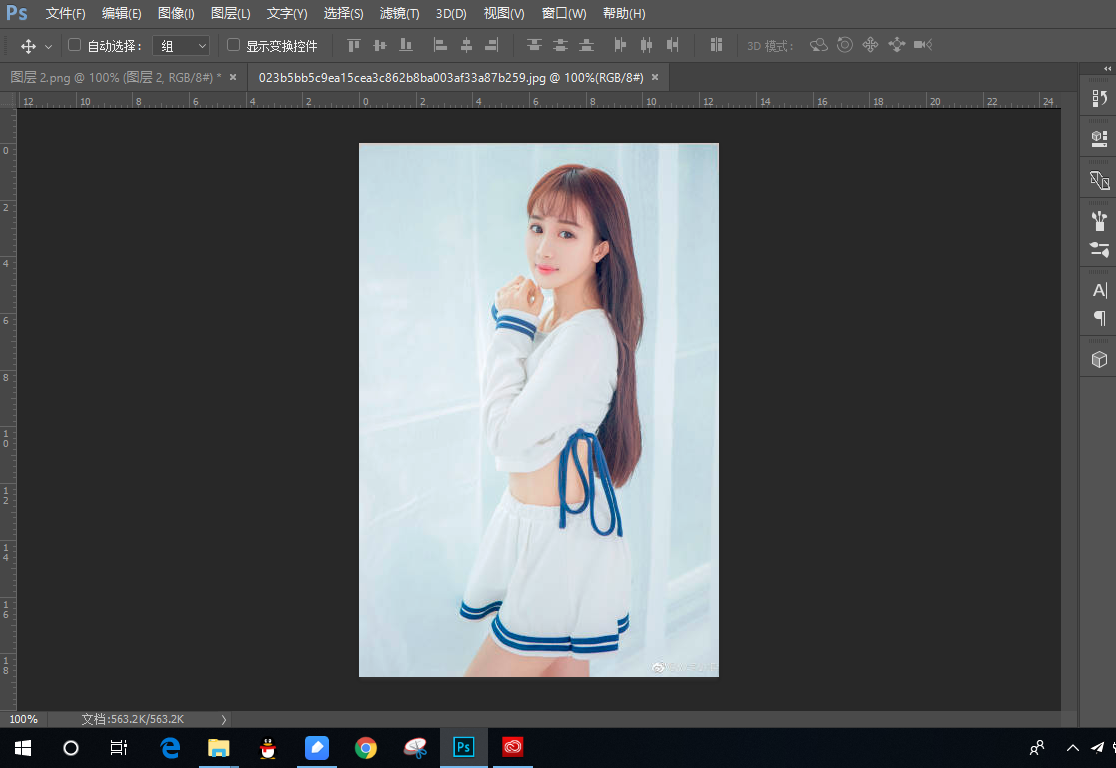 Ps 文件(F) 编辑(E) 图像(I) 图层(L) 文字(Y) 选择(S) 滤镜(T) 3D(D) 视图(V) 窗口(W) 帮助(H)
自动选择: 组 显示变换控件 3D 模式:
图层 2.png @ 100% (图层 2, RGB/8#) * × 023b5bb5c9ea15cea3c862b8ba003af33a87b259.jpg @ 100%(RGB/8#) ×
12 10 8 6 4 2 0 2 4 6 8 10 12 14 16 18 20 22 24
0
2
4
6
8
10
12
14
16
18
A
100% 文档:563.2K/563.2K
Ps